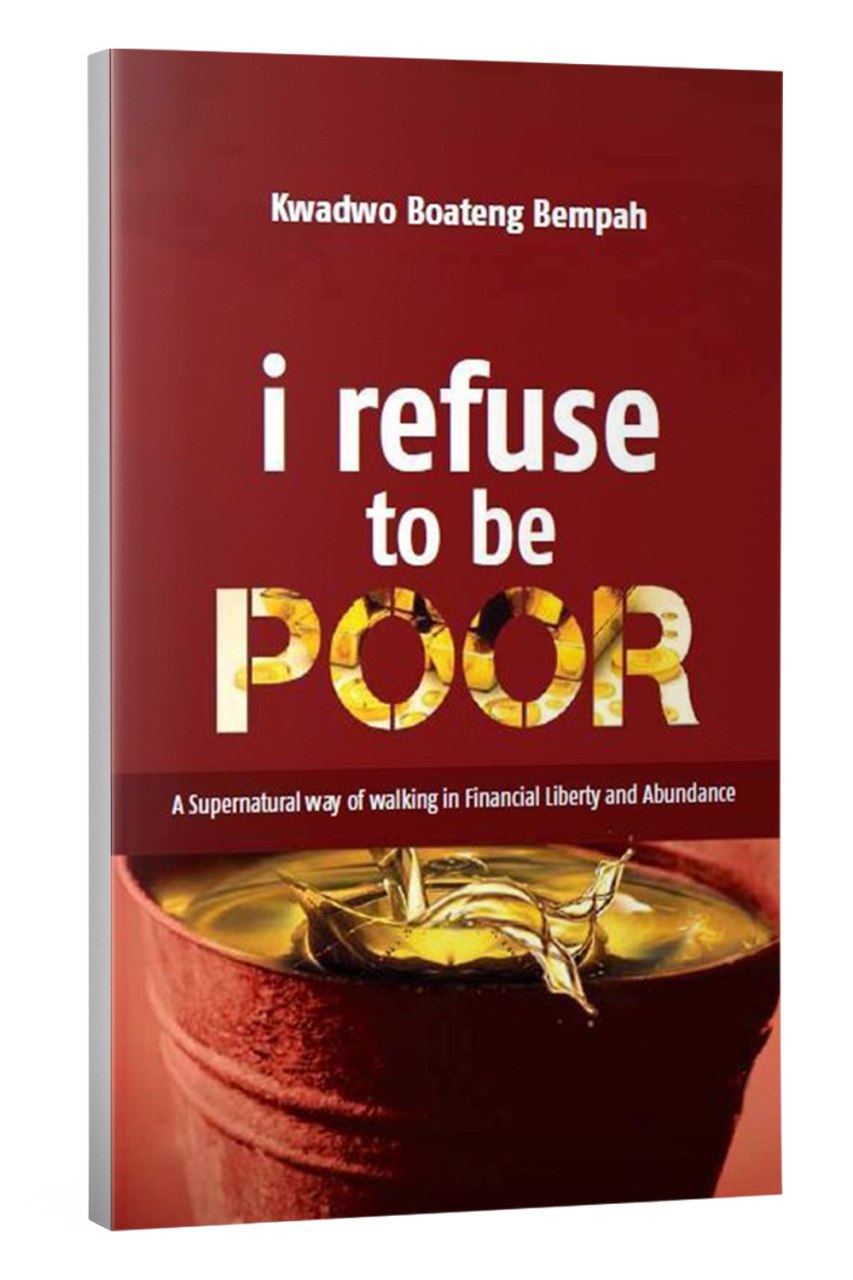 Kwadwo Boateng Bempah
i refuse
to be
POOR
A Supernatural way of walking in Financial Liberty and Abundance